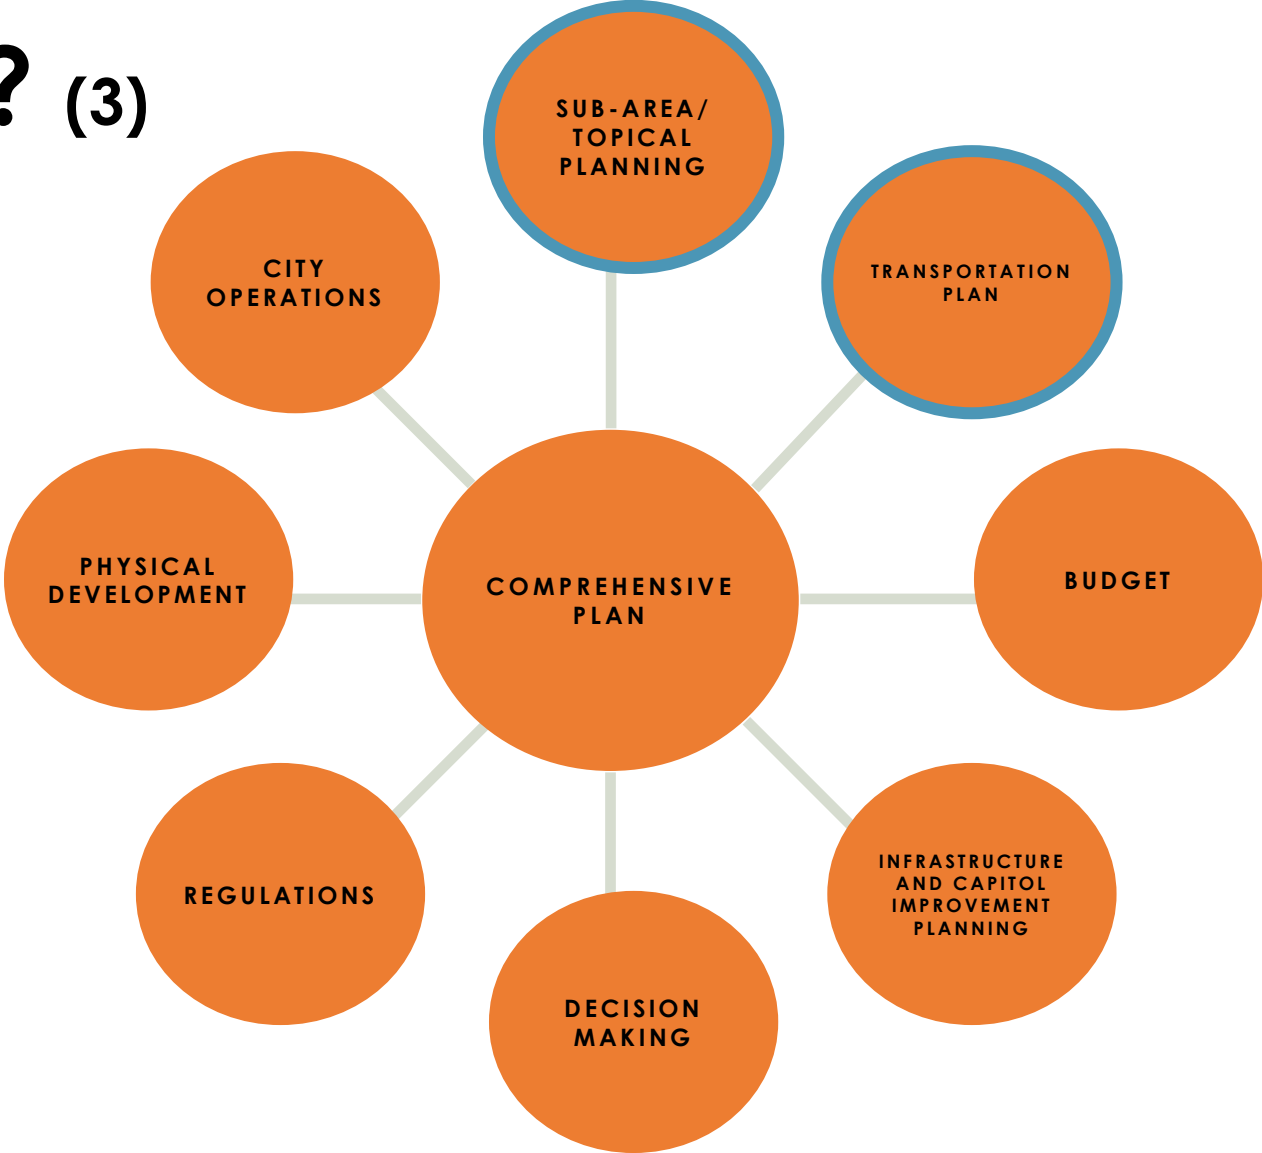 ? (3)
SUB-AREA/
TOPICAL
PLANNING
TRANSPORTATION
PLAN
BUDGET
INFRASTRUCTURE
AND CAPITOL
IMPROVEMENT
PLANNING
DECISION
MAKING
REGULATIONS
PHYSICAL
DEVELOPMENT
CITY
OPERATIONS
COMPREHENSIVE
PLAN